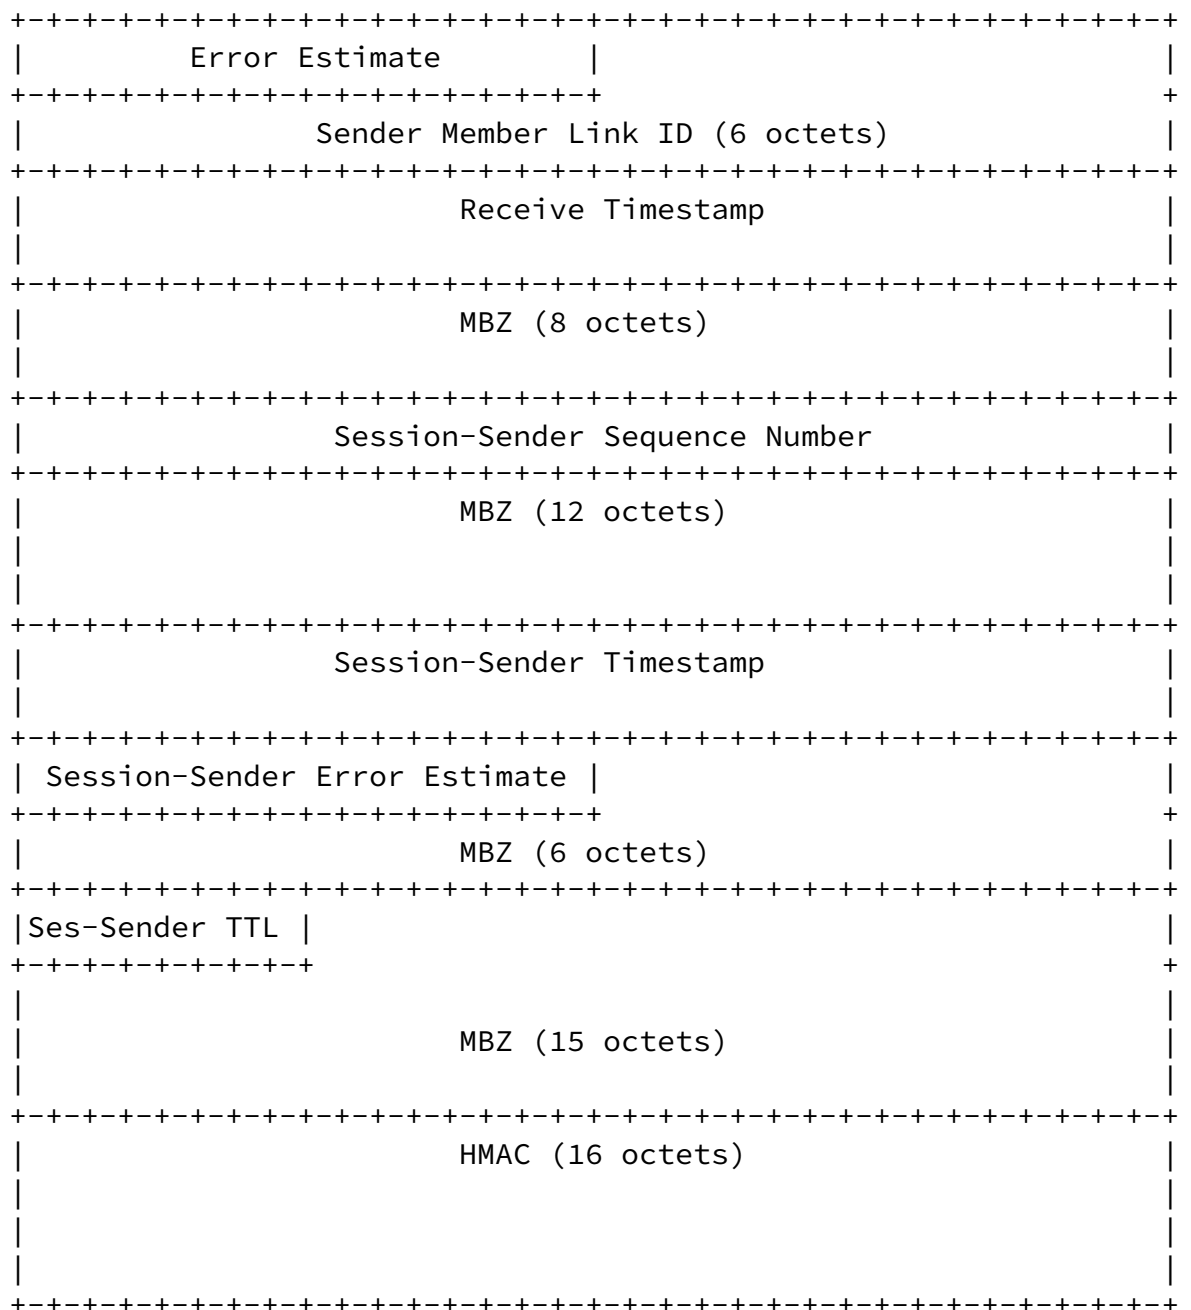 +-+-+-+-+-+-+-+-+-+-+-+-+-+-+-+-+-+-+-+-+-+-+-+-+-+-+-+-+-+-+-+-+
|         Error Estimate        |                               |
+-+-+-+-+-+-+-+-+-+-+-+-+-+-+-+-+                               +
|                Sender Member Link ID (6 octets)               |
+-+-+-+-+-+-+-+-+-+-+-+-+-+-+-+-+-+-+-+-+-+-+-+-+-+-+-+-+-+-+-+-+
|                        Receive Timestamp                      |
|                                                               |
+-+-+-+-+-+-+-+-+-+-+-+-+-+-+-+-+-+-+-+-+-+-+-+-+-+-+-+-+-+-+-+-+
|                        MBZ (8 octets)                         |
|                                                               |
+-+-+-+-+-+-+-+-+-+-+-+-+-+-+-+-+-+-+-+-+-+-+-+-+-+-+-+-+-+-+-+-+
|                 Session-Sender Sequence Number                |
+-+-+-+-+-+-+-+-+-+-+-+-+-+-+-+-+-+-+-+-+-+-+-+-+-+-+-+-+-+-+-+-+
|                        MBZ (12 octets)                        |
|                                                               |
|                                                               |
+-+-+-+-+-+-+-+-+-+-+-+-+-+-+-+-+-+-+-+-+-+-+-+-+-+-+-+-+-+-+-+-+
|                 Session-Sender Timestamp                      |
|                                                               |
+-+-+-+-+-+-+-+-+-+-+-+-+-+-+-+-+-+-+-+-+-+-+-+-+-+-+-+-+-+-+-+-+
| Session-Sender Error Estimate |                               |
+-+-+-+-+-+-+-+-+-+-+-+-+-+-+-+-+                               +
|                        MBZ (6 octets)                         |
+-+-+-+-+-+-+-+-+-+-+-+-+-+-+-+-+-+-+-+-+-+-+-+-+-+-+-+-+-+-+-+-+
|Ses-Sender TTL |                                               |
+-+-+-+-+-+-+-+-+                                               +
|                                                               |
|                        MBZ (15 octets)                        |
|                                                               |
+-+-+-+-+-+-+-+-+-+-+-+-+-+-+-+-+-+-+-+-+-+-+-+-+-+-+-+-+-+-+-+-+
|                        HMAC (16 octets)                       |
|                                                               |
|                                                               |
|                                                               |
+-+-+-+-+-+-+-+-+-+-+-+-+-+-+-+-+-+-+-+-+-+-+-+-+-+-+-+-+-+-+-+-+